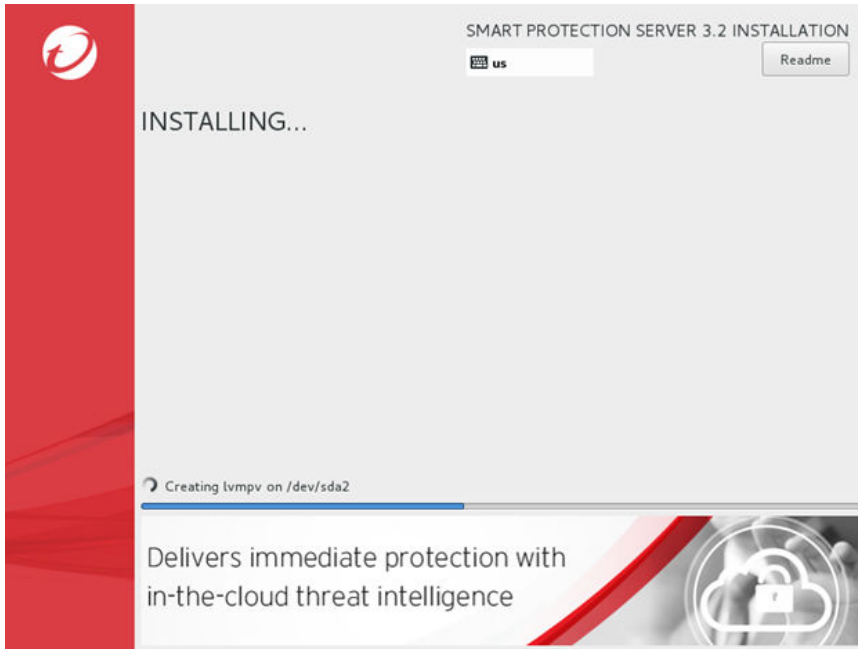 SMART PROTECTION SERVER 3.2 INSTALLATION
us
Readme
INSTALLING...
Creating lvmpv on /dev/sda2
Delivers immediate protection with
in-the-cloud threat intelligence